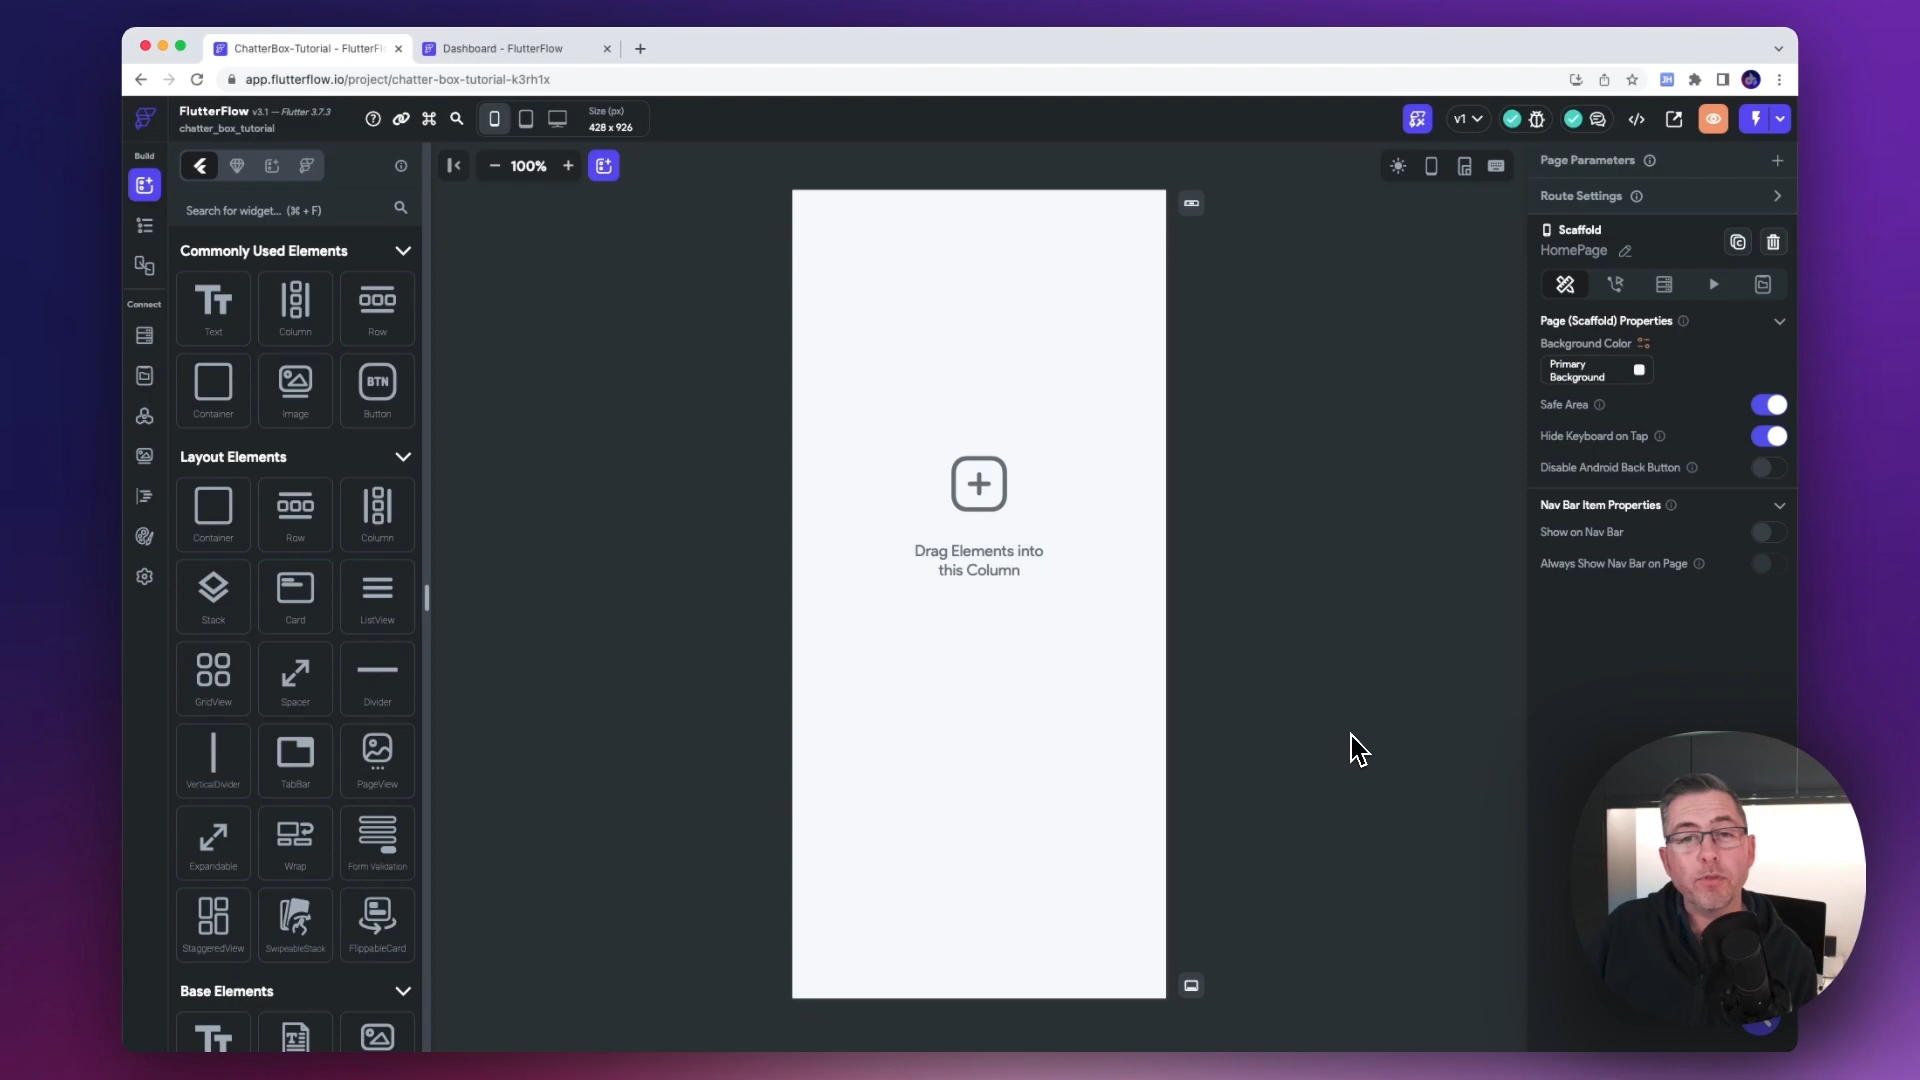 ChatterBox-Tutorial - FlutterFl
Dashboard - FlutterFlow
app.flutterflow.io/project/chatter-box-tutorial-k3rh1x
JH
FlutterFlow v3.1 — Flutter 3.7.3
chatter_box_tutorial
Size (px)
428 x 926
v1
Build
100%
Page Parameters
Search for widget... (⌘ + F)
Route Settings
Commonly Used Elements
Scaffold
HomePage
Tt
Text
Column
Row
Connect
Page (Scaffold) Properties
Background Color
Primary
Background
BTN
Container
Image
Button
Safe Area
Hide Keyboard on Tap
Layout Elements
Disable Android Back Button
Nav Bar Item Properties
Container
Row
Column
Show on Nav Bar
Drag Elements into
this Column
Always Show Nav Bar on Page
Stack
Card
ListView
GridView
Spacer
Divider
VerticalDivider
TabBar
PageView
Expandable
Wrap
Form Validation
StaggeredView
SwipeableStack
FlippableCard
Base Elements
Tt
T